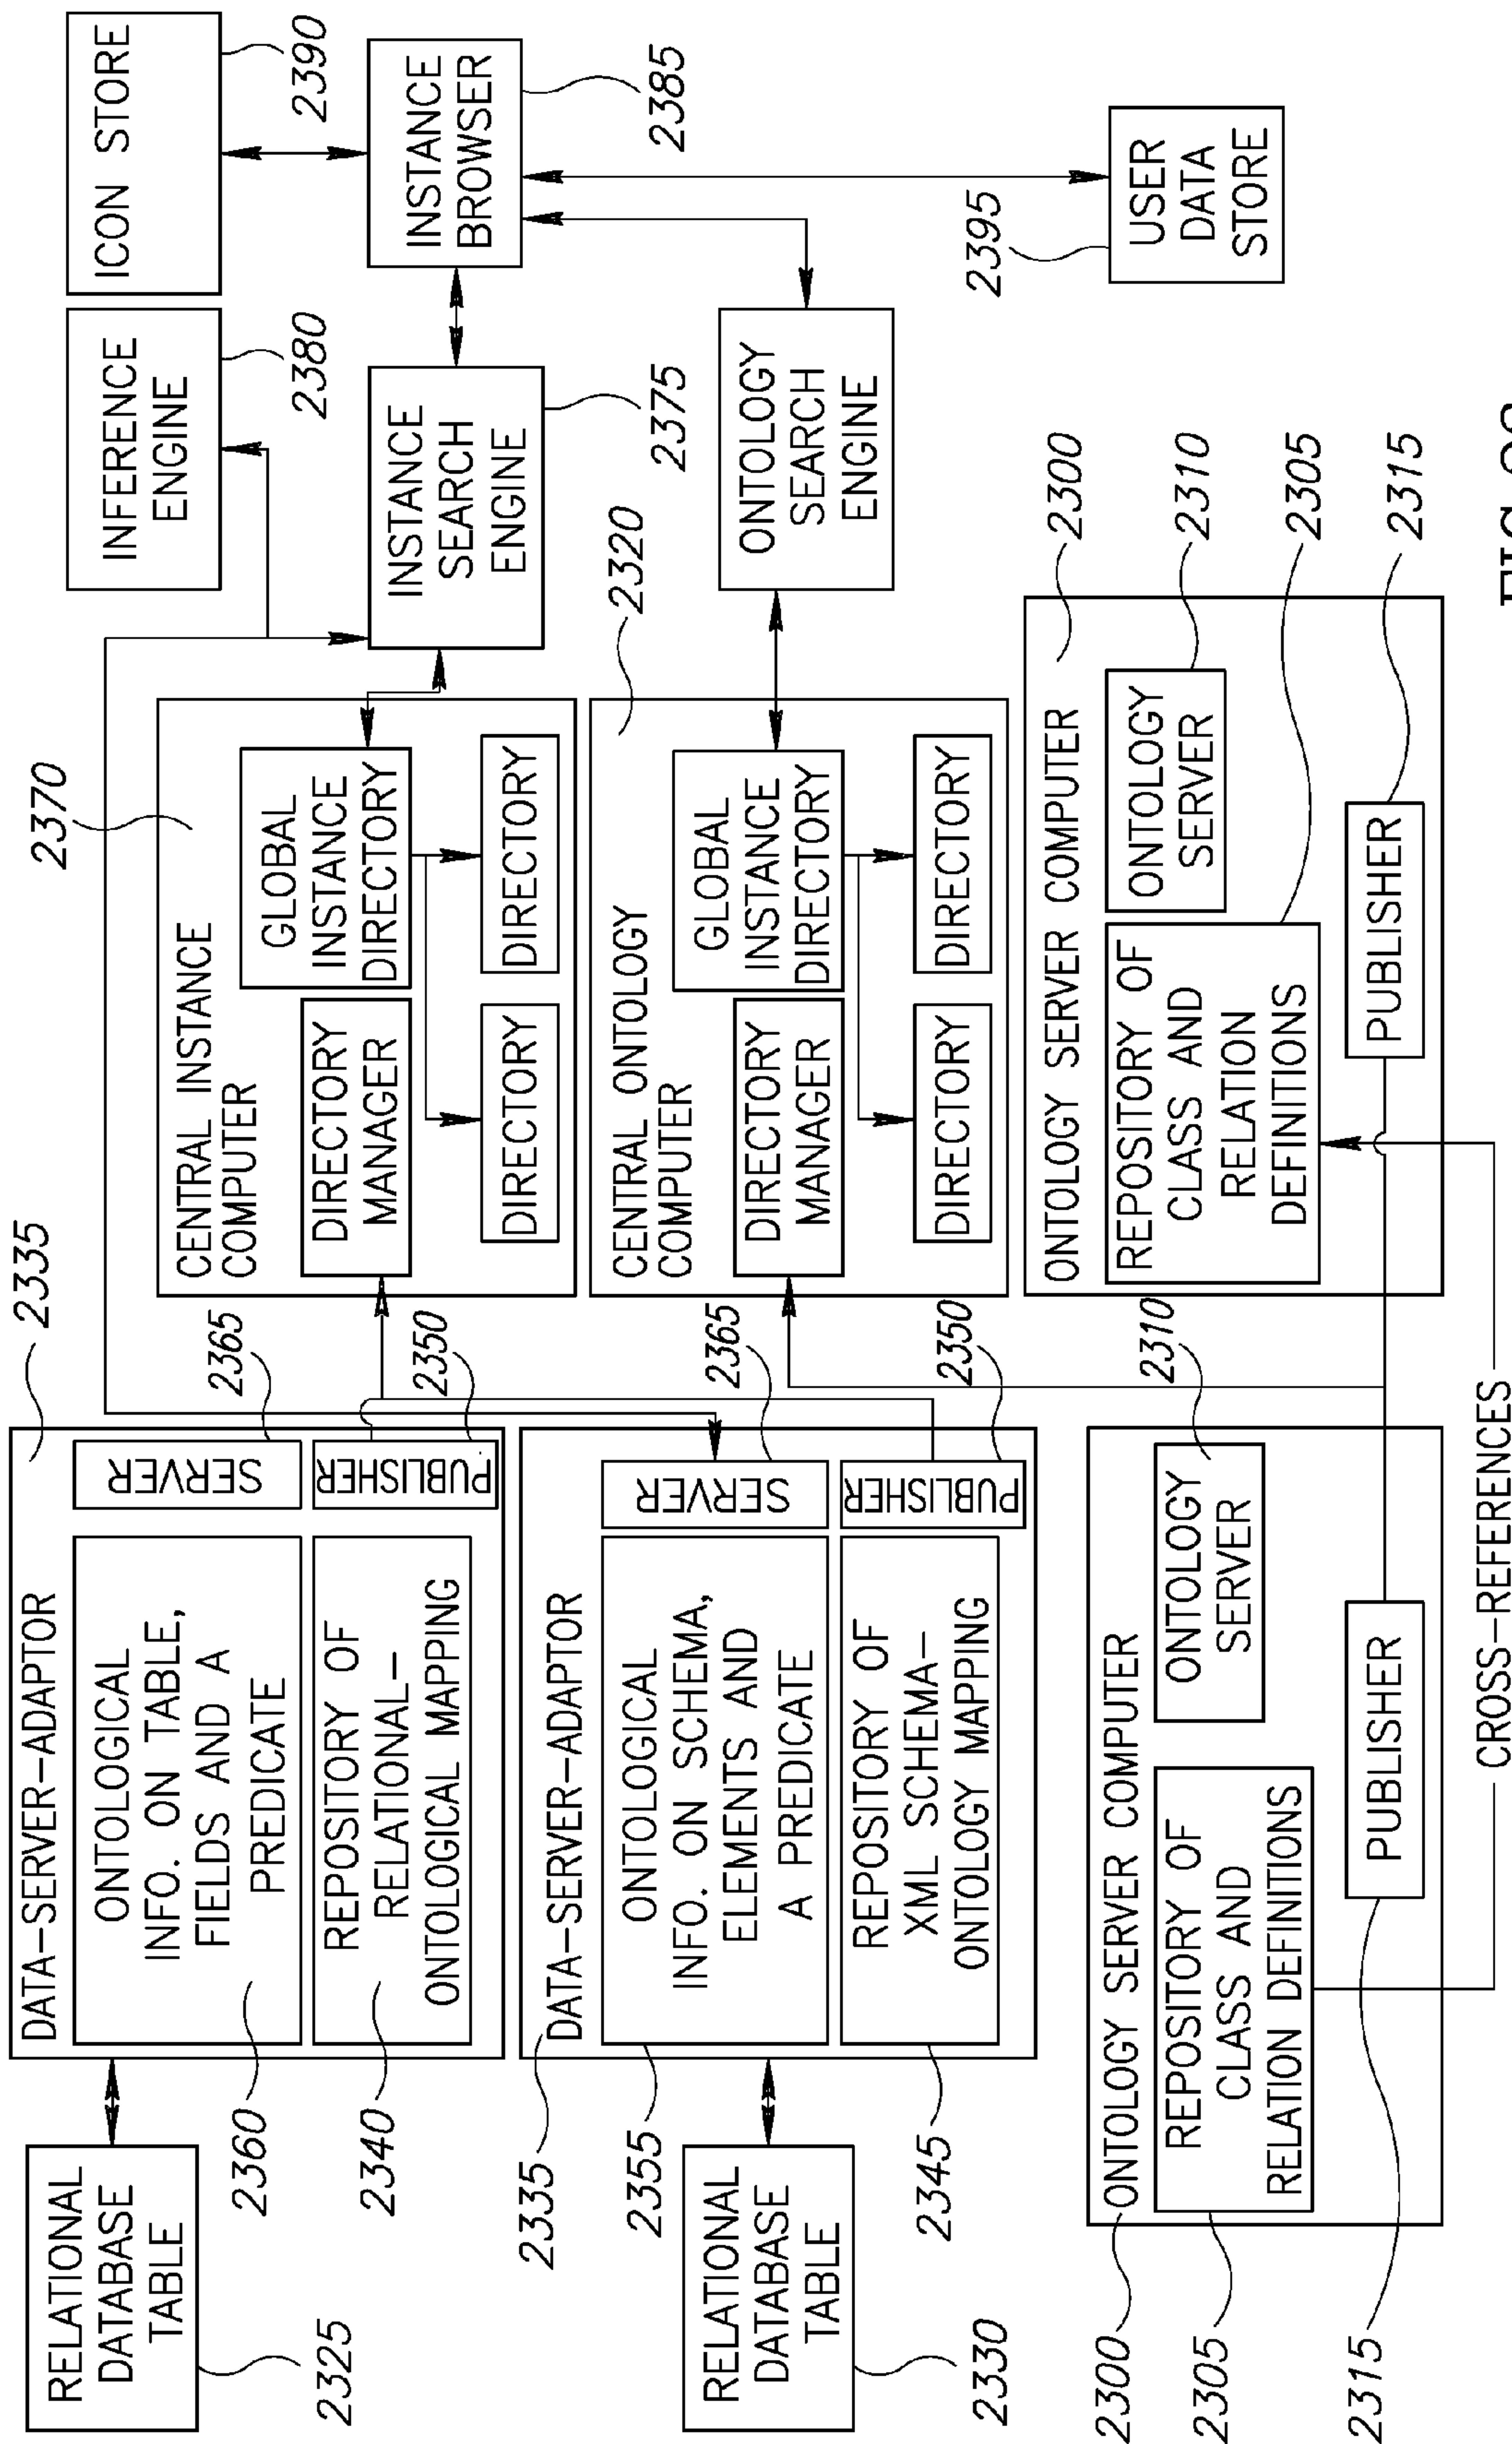 RELATIONAL
DATABASE
TABLE
2325
DATA-SERVER-ADAPTOR
2335
ONTOLOGICAL
INFO. ON TABLE,
FIELDS AND A
PREDICATE
2360
SERVER
2365
REPOSITORY OF
RELATIONAL-
ONTOLOGICAL MAPPING
2340
PUBLISHER
2350
RELATIONAL
DATABASE
TABLE
2330
2335
DATA-SERVER-ADAPTOR
ONTOLOGICAL
INFO. ON SCHEMA,
ELEMENTS AND
A PREDICATE
2355
SERVER
2365
REPOSITORY OF
XML SCHEMA-
ONTOLOGY MAPPING
2345
PUBLISHER
2350
2300
ONTOLOGY SERVER COMPUTER
REPOSITORY OF
CLASS AND
RELATION DEFINITIONS
2305
ONTOLOGY
SERVER
2310
PUBLISHER
2315
CROSS-REFERENCES
2370
CENTRAL INSTANCE
COMPUTER
DIRECTORY
MANAGER
GLOBAL
INSTANCE
DIRECTORY
DIRECTORY
DIRECTORY
2320
CENTRAL ONTOLOGY
COMPUTER
DIRECTORY
MANAGER
GLOBAL
INSTANCE
DIRECTORY
DIRECTORY
DIRECTORY
ONTOLOGY SERVER COMPUTER
2300
REPOSITORY OF
CLASS AND
RELATION
DEFINITIONS
2305
ONTOLOGY
SERVER
2310
PUBLISHER
2315
INFERENCE
ENGINE
2380
ICON STORE
2390
INSTANCE
SEARCH
ENGINE
2375
INSTANCE
BROWSER
2385
ONTOLOGY
SEARCH
ENGINE
2395
USER
DATA
STORE